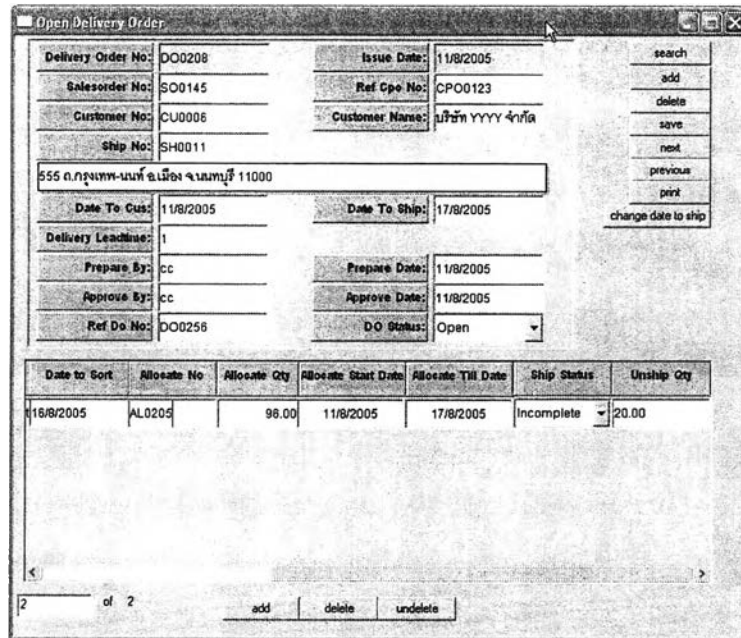 Open Delivery Order
Delivery Order No: DO0208 Issue Date: 11/8/2005 search
Salesorder No: SO0145 Ref Cpo No: CPO0123 add
delete
Customer No: CU0006 Customer Name: บริษัท YYYY จำกัด save
Ship No: SH0011 next
555 ถ.กรุงเทพ-นนท์ อ.เมือง จ.นนทบุรี 11000 previous
print
Date To Cus: 11/8/2005 Date To Ship: 17/8/2005 change date to ship
Delivery Leadtime: 1
Prepare By: cc Prepare Date: 11/8/2005
Approve By: cc Approve Date: 11/8/2005
Ref Do No: DO0256 DO Status: Open
Date to Sort Allocate No Allocate Qty Allocate Start Date Allocate Till Date Ship Status Unship Qty
16/8/2005 AL0205 96.00 11/8/2005 17/8/2005 Incomplete 20.00
2 of 2 add delete undelete